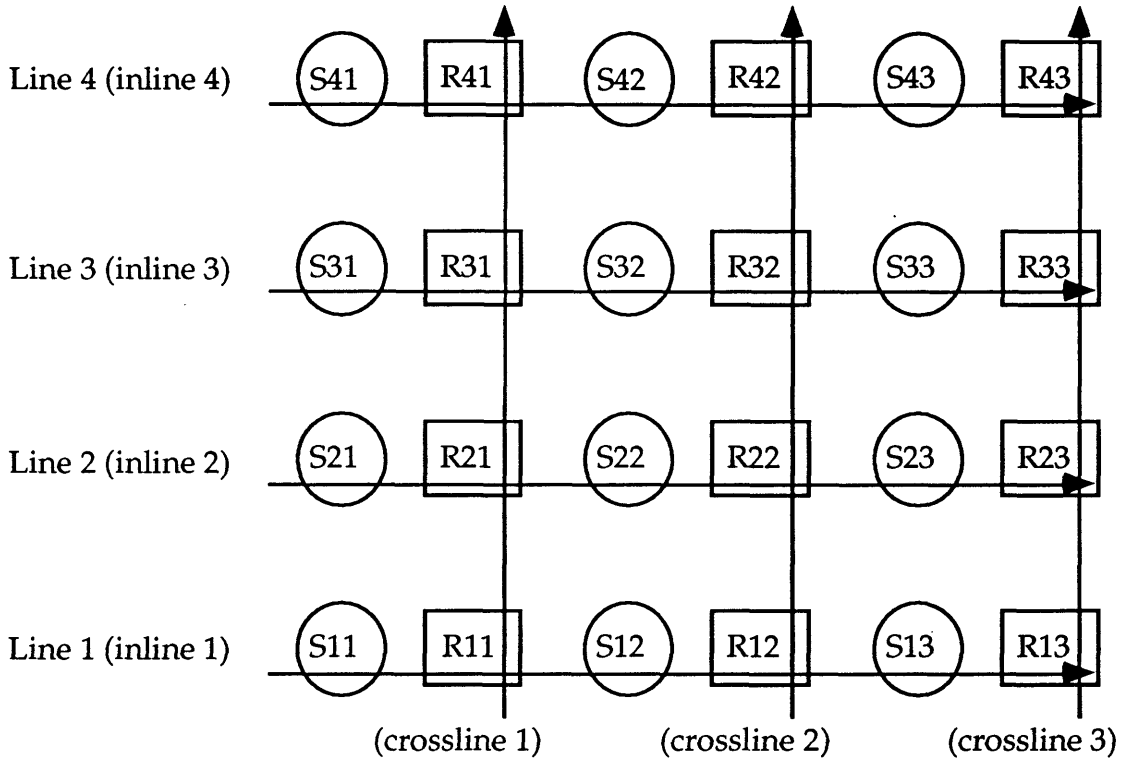 Line 4 (inline 4) S41 R41 S42 R42 S43 R43
Line 3 (inline 3) S31 R31 S32 R32 S33 R33
Line 2 (inline 2) S21 R21 S22 R22 S23 R23
Line 1 (inline 1) S11 R11 S12 R12 S13 R13
(crossline 1) (crossline 2) (crossline 3)